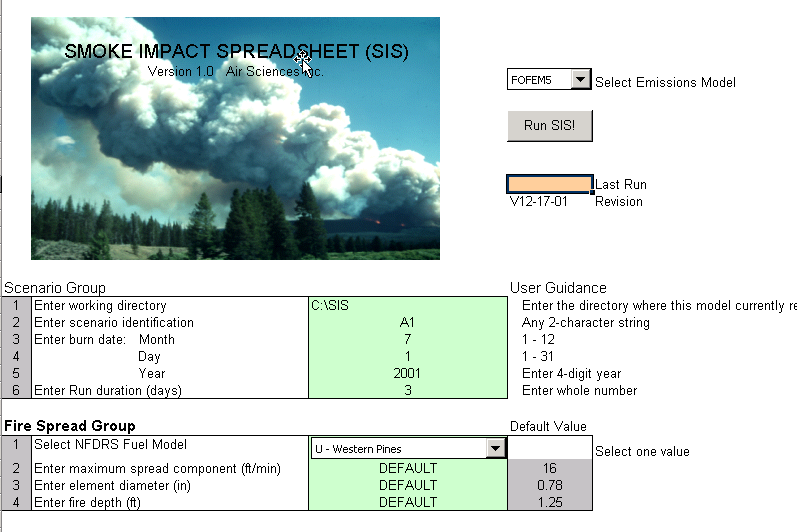 SMOKE IMPACT SPREADSHEET (SIS)
Version 1.0 Air Sciences Inc.
FOFEM5 Select Emissions Model
Run SIS!
Last Run
V12-17-01 Revision
Scenario Group User Guidance
1 Enter working directory C:\SIS Enter the directory where this model currently re
2 Enter scenario identification A1 Any 2-character string
3 Enter burn date: Month 7 1 - 12
4 Day 1 1 - 31
5 Year 2001 Enter 4-digit year
6 Enter Run duration (days) 3 Enter whole number
Fire Spread Group Default Value
1 Select NFDRS Fuel Model U - Western Pines Select one value
2 Enter maximum spread component (ft/min) DEFAULT 16
3 Enter element diameter (in) DEFAULT 0.78
4 Enter fire depth (ft) DEFAULT 1.25